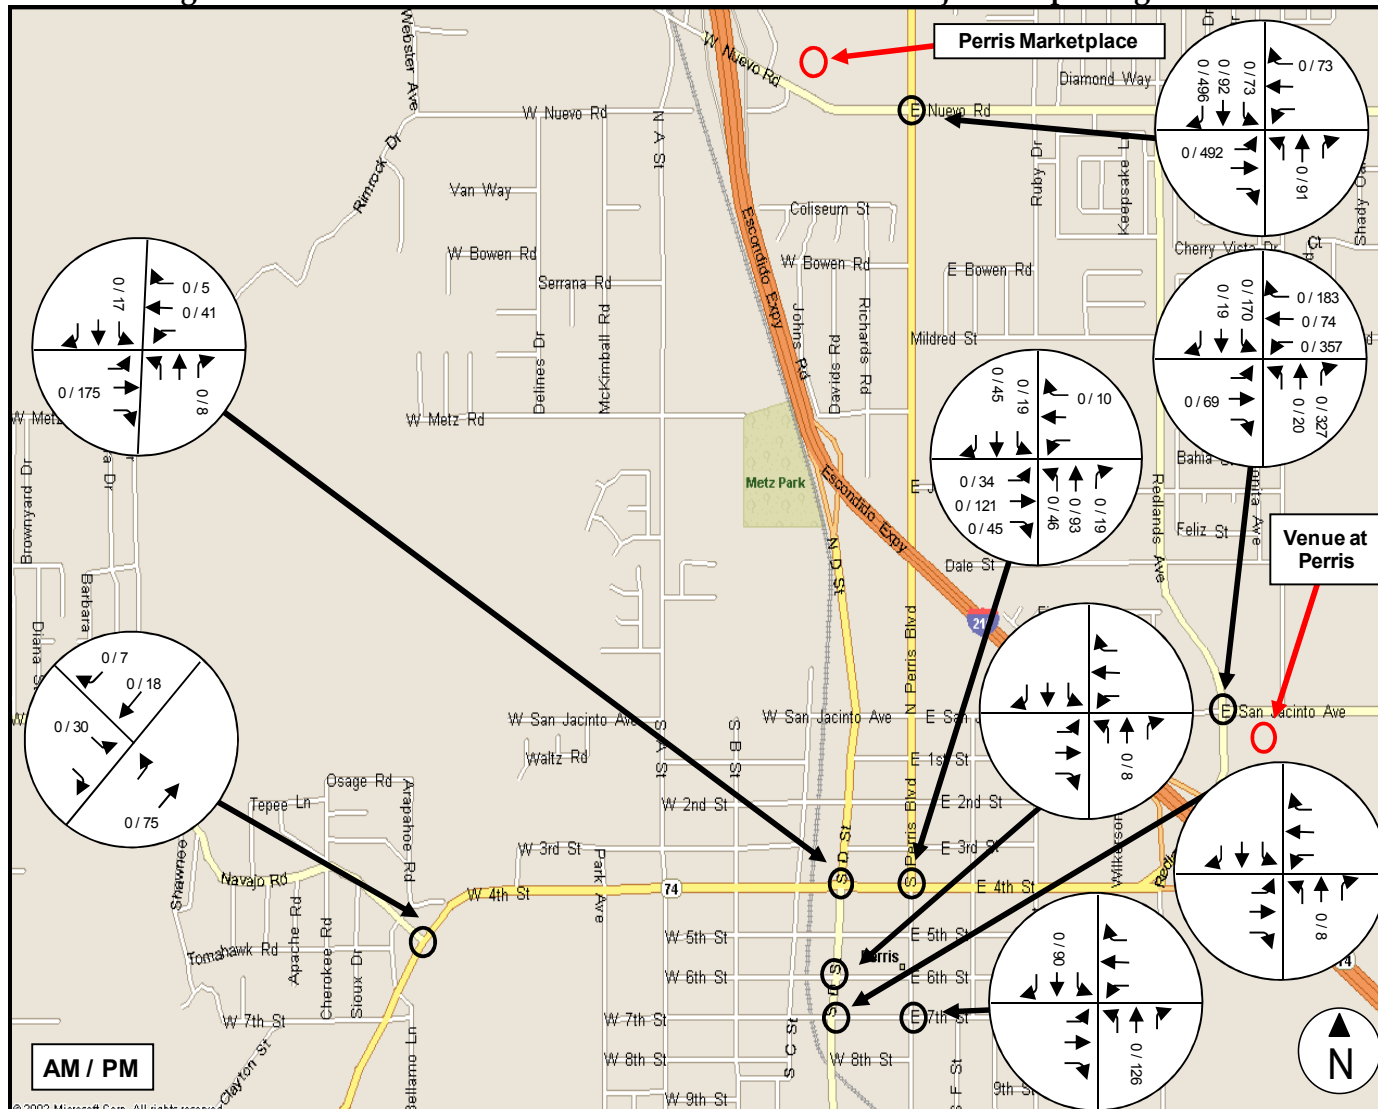 Perris Marketplace
W Nuevo Rd
Webster Ave
Diamond Way
0 / 496
0 / 92
0 / 73
0 / 73
0 / 492
0 / 91
W Nuevo Rd
E Nuevo Rd
N A St
Ruby Dr
Rimrock Dr
Van Way
Coliseum St
Escondido Expy
W Bowen Rd
W Bowen Rd
E Bowen Rd
Cherry Vista Dr
Ct
Serrana Rd
Delines Dr
McKimball Rd
Johns Rd
Davisp Rd
Richards Rd
Mildred St
0 / 17
0 / 5
0 / 41
0 / 175
0 / 8
0 / 19
0 / 170
0 / 183
0 / 74
0 / 357
0 / 69
0 / 20
0 / 327
W Metz Rd
0 / 45
0 / 19
0 / 10
0 / 34
0 / 121
0 / 45
0 / 46
0 / 93
0 / 19
Metz Park
Escondido Expy
Redlands Ave
Feliz St
Venue at
Perris
N D St
Dale St
Barbara
Diana St
N Perris Blvd
W San Jacinto Ave
W San Jacinto Ave
E San Jacinto Ave
0 / 7
0 / 18
0 / 30
0 / 75
0 / 8
S A St
S B St
Waltz Rd
E 1st St
Osage Rd
Tepee Ln
Arapahoe Rd
W 2nd St
E 2nd St
W 3rd St
E 3rd St
S D St
S Perris Blvd
Shawnee
Navajo Rd
Park Ave
W 4th St
74
E 4th St
0 / 8
Apache Rd
Cherokee Rd
Sioux Dr
Tomahawk Rd
W 5th St
E 5th St
W 6th St
Perris
E 6th St
0 / 90
0 / 126
W 7th St
W 7th St
E 7th St
S C St
W 8th St
W 8th St
Clayton St
W 9th St
9th St
AM / PM
N